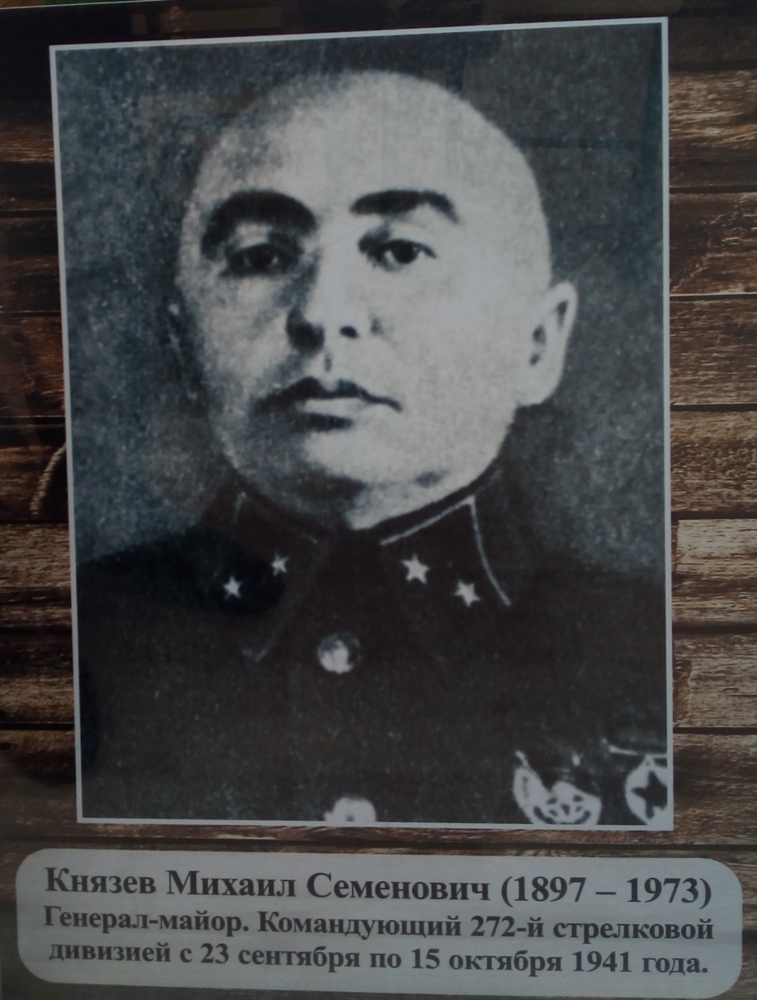 Князев Михаил Семенович (1897 – 1973)
Генерал-майор. Командующий 272-й стрелковой
дивизией с 23 сентября по 15 октября 1941 года.